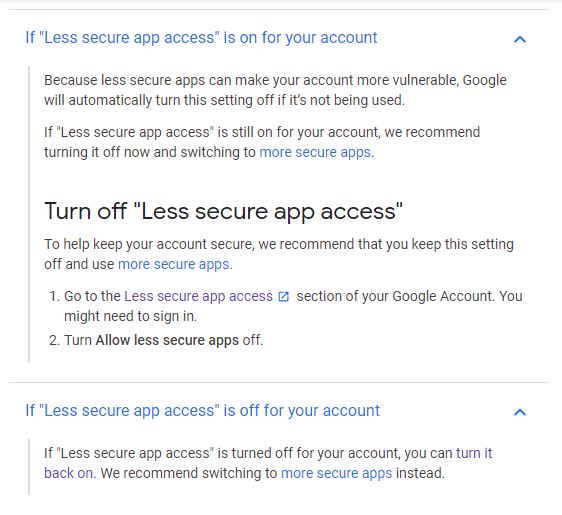 If "Less secure app access" is on for your account
Because less secure apps can make your account more vulnerable, Google
will automatically turn this setting off if it's not being used.
If "Less secure app access" is still on for your account, we recommend
turning it off now and switching to more secure apps.
Turn off "Less secure app access"
To help keep your account secure, we recommend that you keep this setting
off and use more secure apps.
1. Go to the Less secure app access section of your Google Account. You
might need to sign in.
2. Turn Allow less secure apps off.
If "Less secure app access" is off for your account
If "Less secure app access" is turned off for your account, you can turn it
back on. We recommend switching to more secure apps instead.